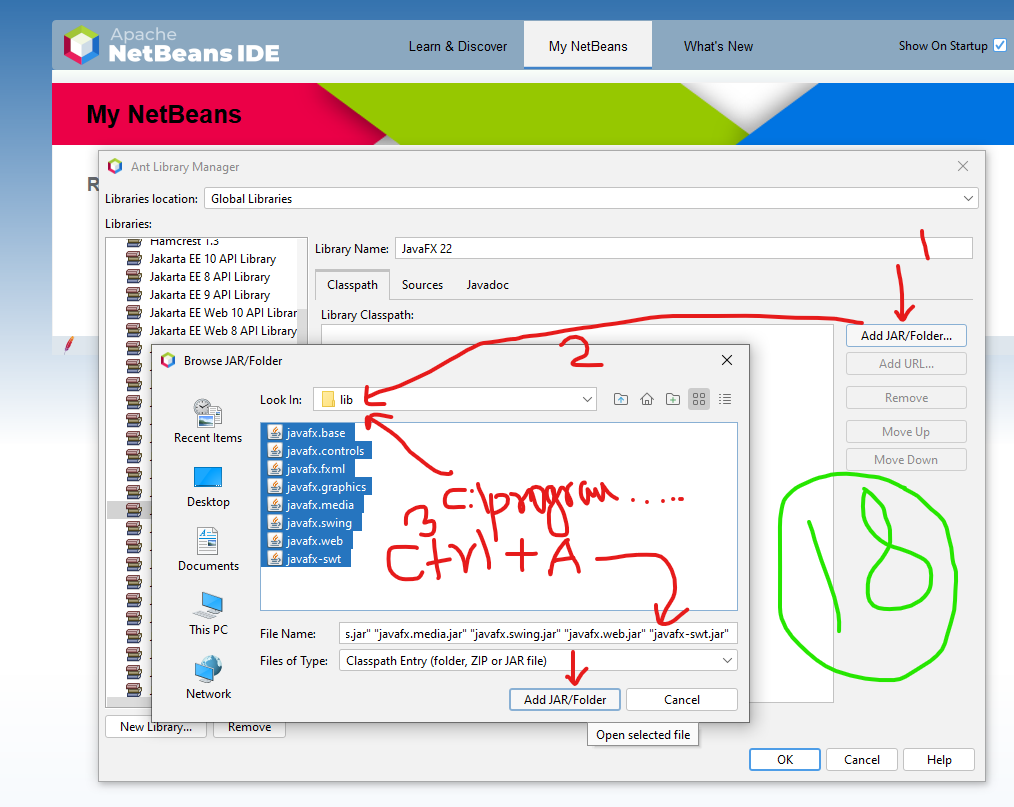 Apache
NetBeans IDE
Learn & Discover
My NetBeans
What's New
Show On Startup
My NetBeans
R
Ant Library Manager
Libraries location:
Global Libraries
Libraries:
Hamcrest 1.3
Jakarta EE 10 API Library
Jakarta EE 8 API Library
Jakarta EE 9 API Library
Jakarta EE Web 10 API Librar
Jakarta EE Web 8 API Library
Library Name:
JavaFX 22
1
Classpath
Sources
Javadoc
Library Classpath:
Add JAR/Folder...
Add URL...
Remove
Move Up
Move Down
2
Browse JAR/Folder
Look In:
lib
Recent Items
Desktop
Documents
This PC
Network
javafx.base
javafx.controls
javafx.fxml
javafx.graphics
javafx.media
javafx.swing
javafx.web
javafx-swt
c:\program.....
3
Ctrl + A
18
File Name:
s.jar" "javafx.media.jar" "javafx.swing.jar" "javafx.web.jar" "javafx-swt.jar"
Files of Type:
Classpath Entry (folder, ZIP or JAR file)
Add JAR/Folder
Cancel
Open selected file
New Library...
Remove
OK
Cancel
Help